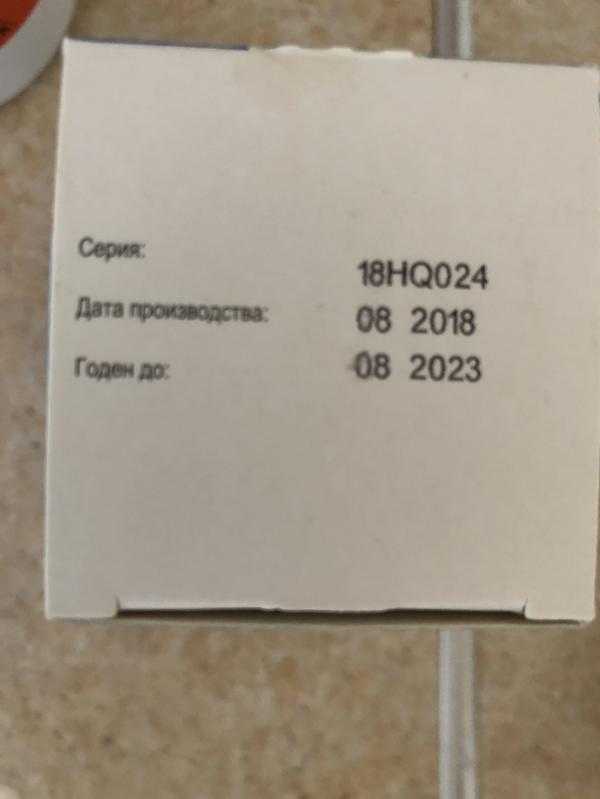 Серия: 18HQ024
Дата производства: 08 2018
Годен до: 08 2023